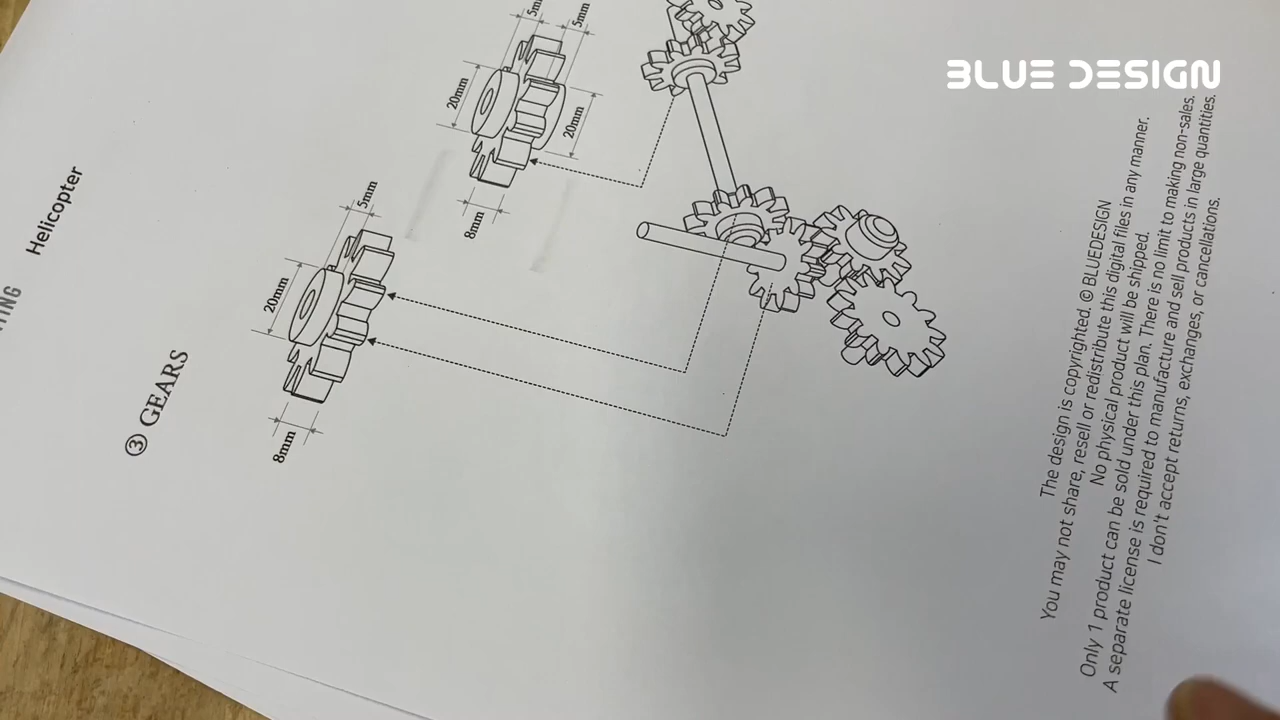 BLUE DESIGN
Helicopter
③ GEARS
20mm
5mm
8mm
20mm
20mm
8mm
5mm
The design is copyrighted. © BLUEDESIGN
You may not share, resell or redistribute this digital files in any manner.
No physical product will be shipped.
Only 1 product can be sold under this plan. There is no limit to making non-sales.
A separate license is required to manufacture and sell products in large quantities.
I don't accept returns, exchanges, or cancellations.